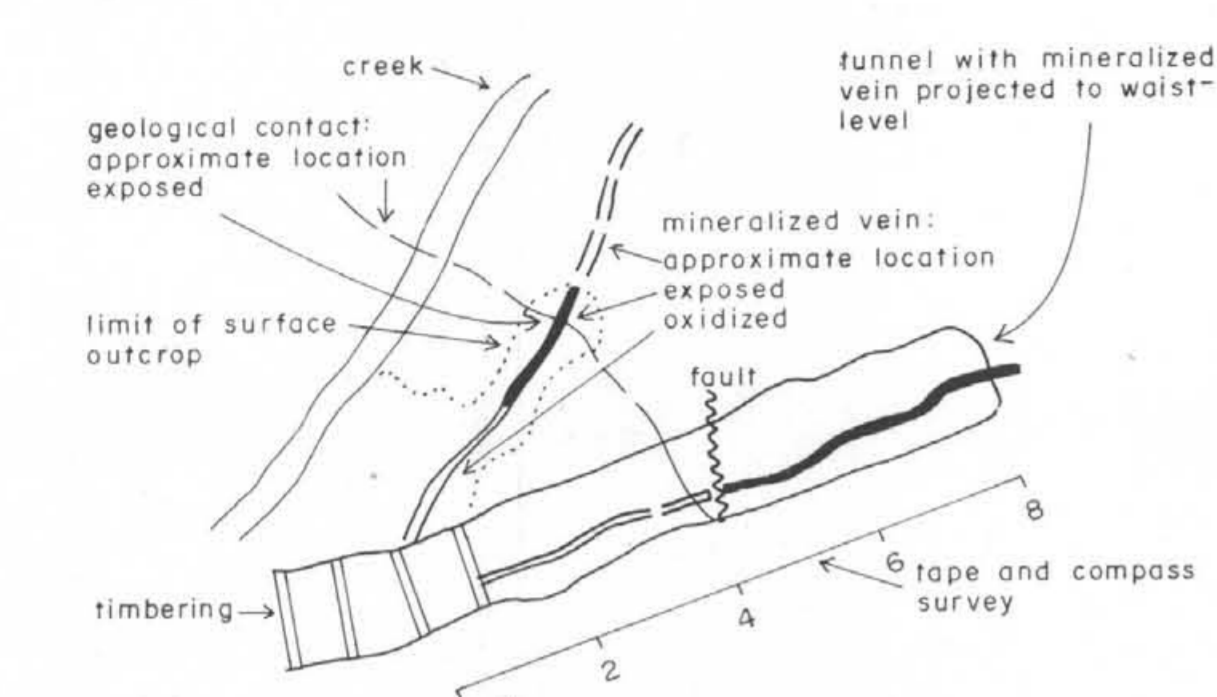 creek
tunnel with mineralized
vein projected to waist-
level
geological contact:
approximate location
exposed
mineralized vein:
approximate location
exposed
oxidized
limit of surface
outcrop
fault
timbering
tape and compass
survey
2
4
6
8